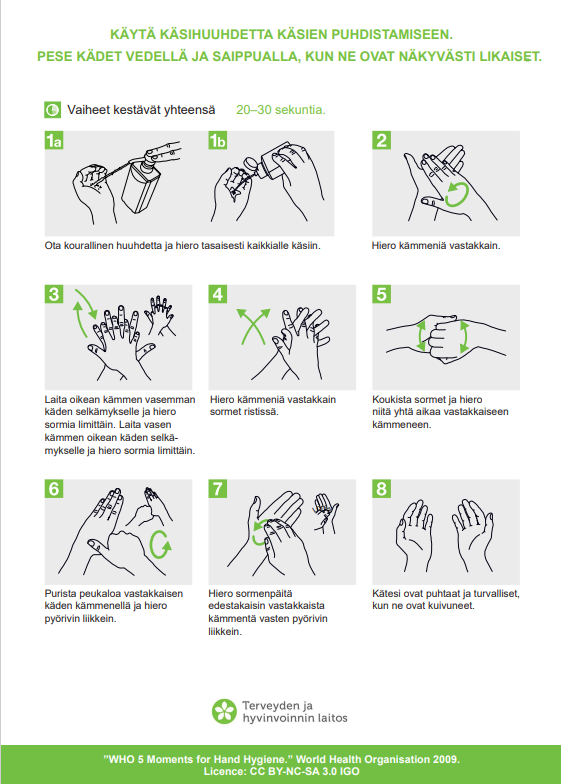 KÄYTÄ KÄSIHUUHDETTA KÄSIEN PUHDISTAMISEEN.
PESE KÄDET VEDELLÄ JA SAIPPUALLA, KUN NE OVAT NÄKYVÄSTI LIKAISET.
Vaiheet kestävät yhteensä 20–30 sekuntia.
1a
1b
Ota kourallinen huuhdetta ja hiero tasaisesti kaikkialle käsiin.
2
Hiero kämmeniä vastakkain.
3
Laita oikean kämmen vasemman
käden selkämykselle ja hiero
sormia limittäin. Laita vasen
kämmen oikean käden selkä-
mykselle ja hiero sormia limittäin.
4
Hiero kämmeniä vastakkain
sormet ristissä.
5
Koukista sormet ja hiero
niitä yhtä aikaa vastakkaiseen
kämmeneen.
6
Purista peukaloa vastakkaisen
käden kämmenellä ja hiero
pyörivin liikkein.
7
Hiero sormenpäitä
edestakaisin vastakkaista
kämmentä vasten pyörivin
liikkein.
8
Kätesi ovat puhtaat ja turvalliset,
kun ne ovat kuivuneet.
Terveyden ja
hyvinvoinnin laitos
"WHO 5 Moments for Hand Hygiene." World Health Organisation 2009.
Licence: CC BY-NC-SA 3.0 IGO